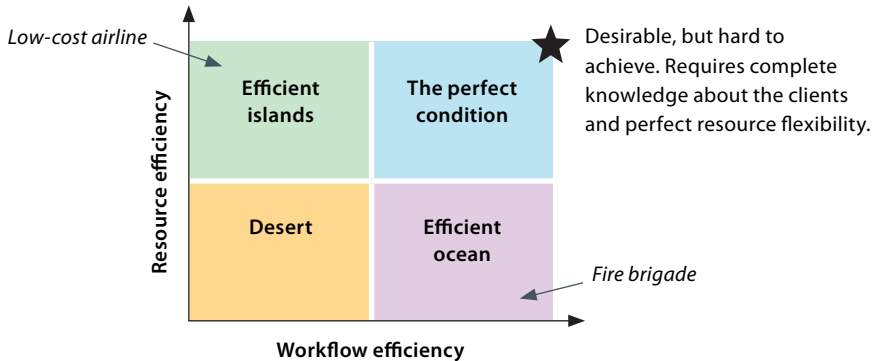 Low-cost airline
Desirable, but hard to
achieve. Requires complete
knowledge about the clients
and perfect resource flexibility.
Resource efficiency
Efficient
islands
The perfect
condition
Desert
Efficient
ocean
Fire brigade
Workflow efficiency